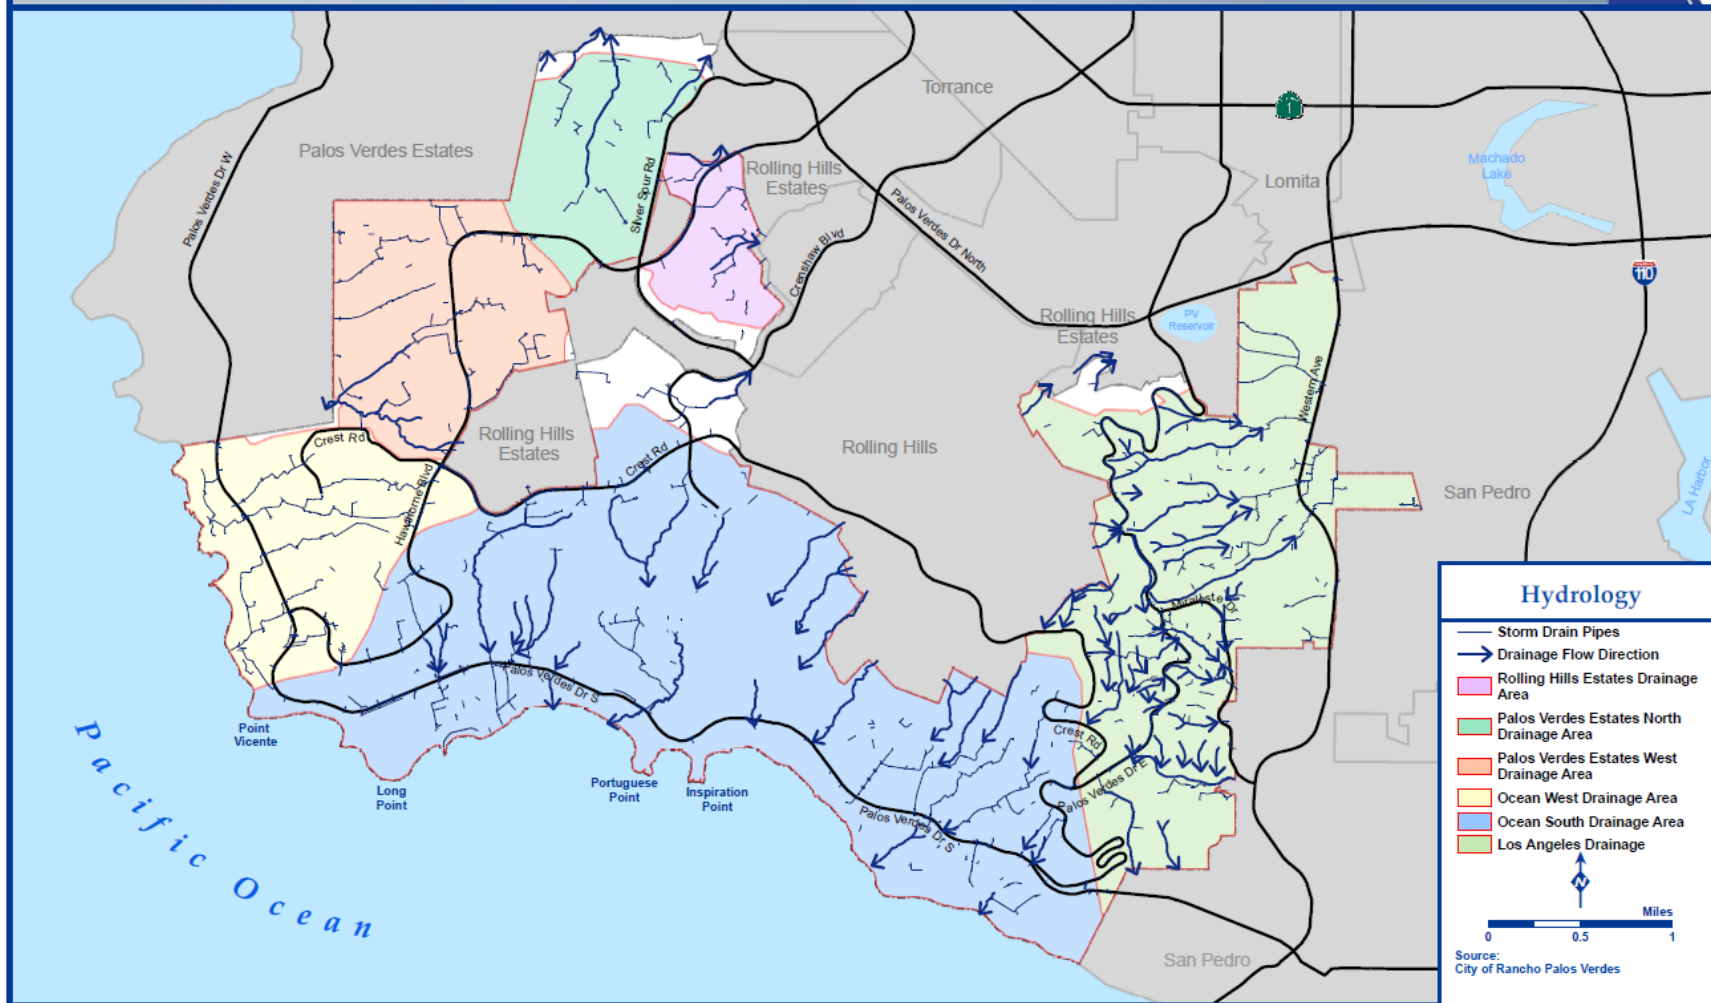 Torrance
1
Palos Verdes Estates
Rolling Hills
Estates
Machado
Lake
Lomita
Palos Verdes Dr W
Silver Spur Rd
Palos Verdes Dr North
Crenshaw Blvd
110
Rolling Hills
Estates
PV
Reservoir
Western Ave
Rolling Hills
Estates
Rolling Hills
Crest Rd
Crest Rd
Hawthorne Blvd
San Pedro
LA Harbor
Miraleste Dr
Palos Verdes Dr S
Point
Vicente
Long
Point
Portuguese
Point
Inspiration
Point
Crest Rd
Palos Verdes Dr E
Palos Verdes Dr S
Pacific Ocean
San Pedro
Hydrology
Storm Drain Pipes
Drainage Flow Direction
Rolling Hills Estates Drainage
Area
Palos Verdes Estates North
Drainage Area
Palos Verdes Estates West
Drainage Area
Ocean West Drainage Area
Ocean South Drainage Area
Los Angeles Drainage
N
Miles
0 0.5 1
Source:
City of Rancho Palos Verdes